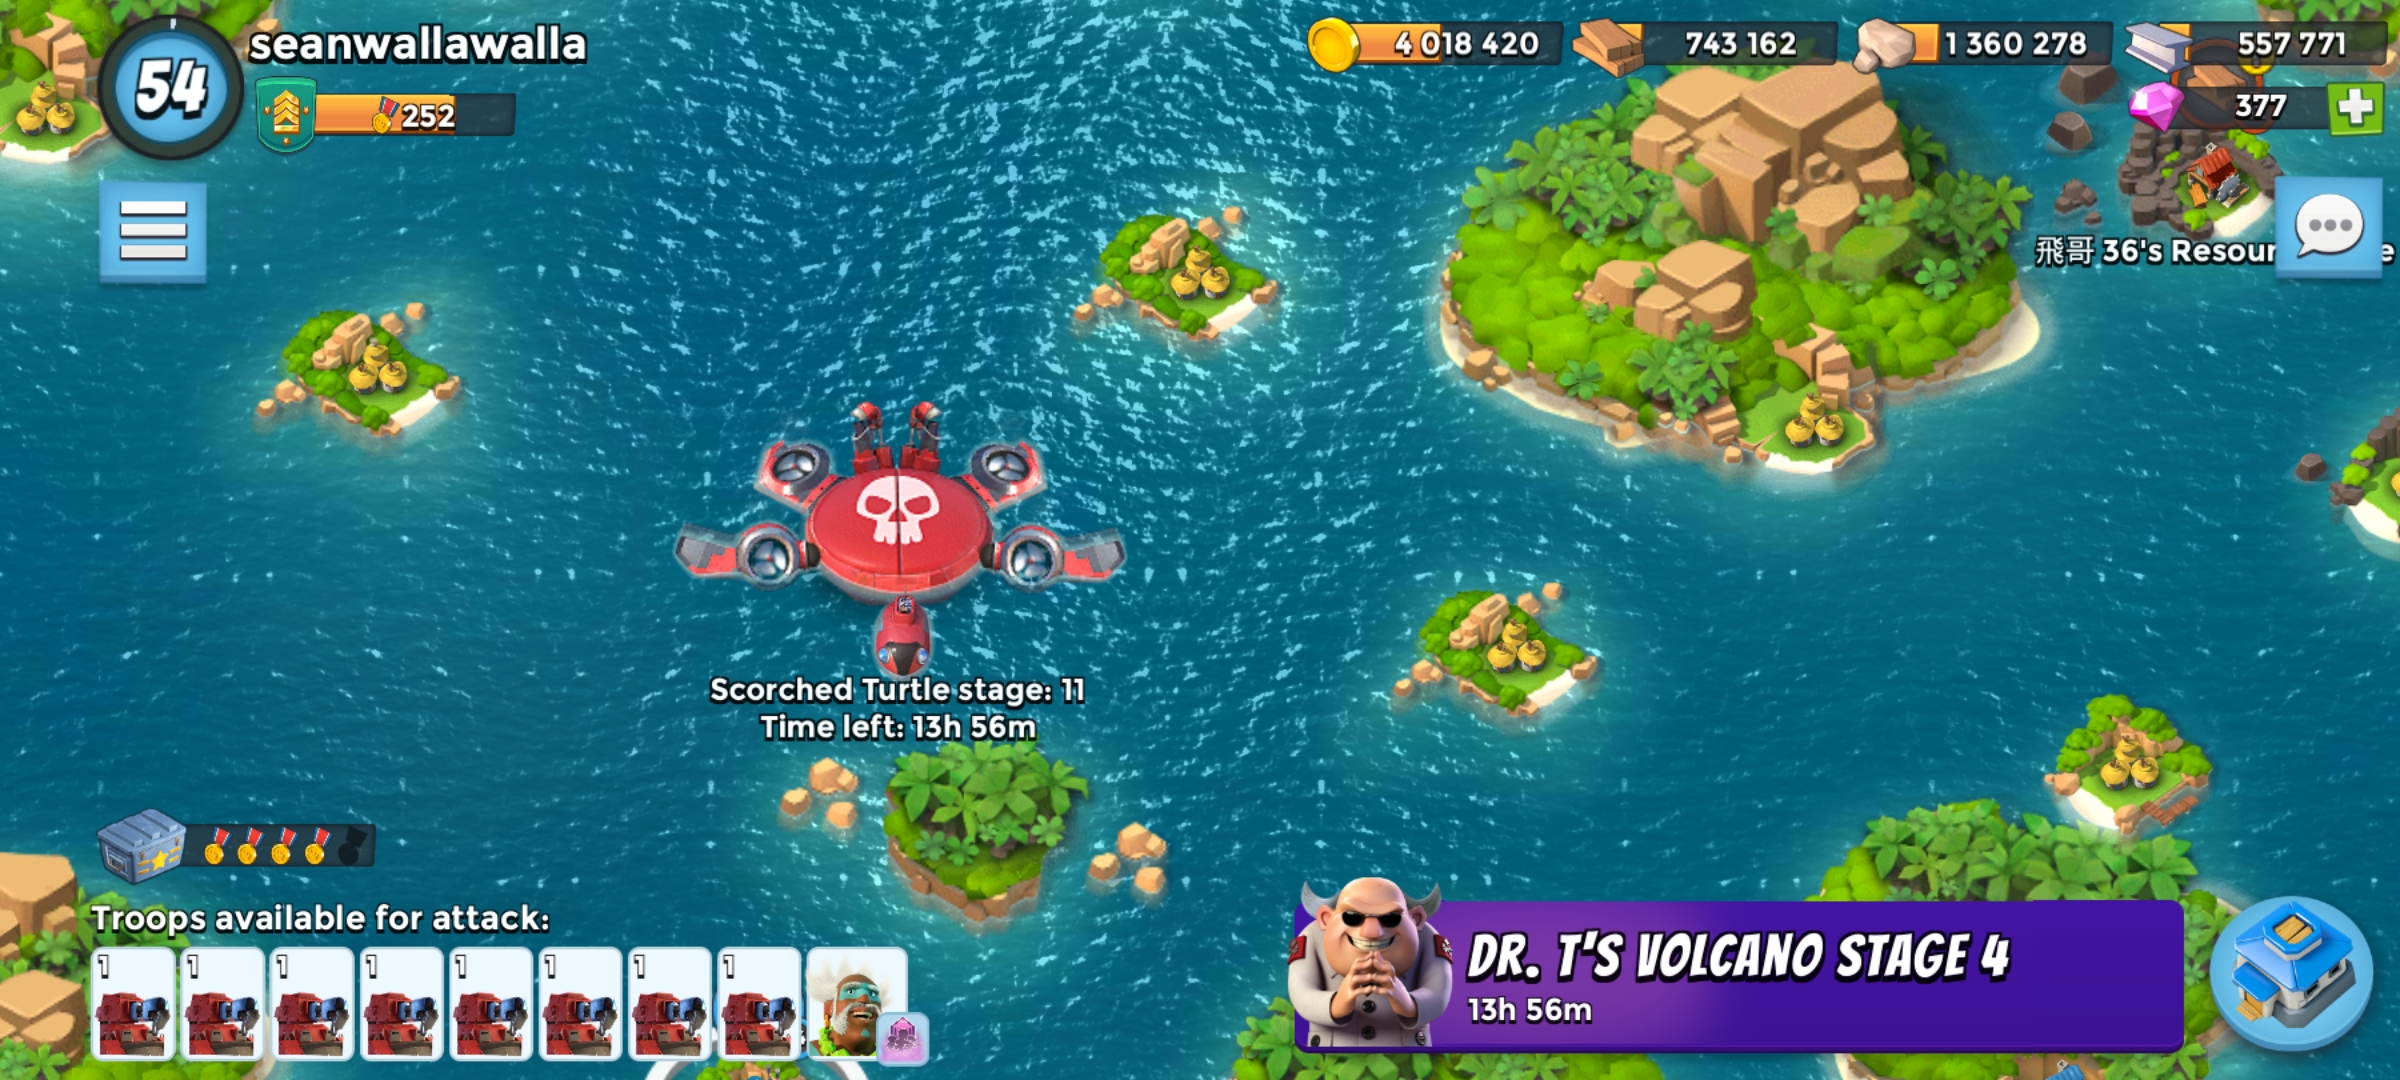 54
seanwallawalla
252
4 018 420
743 162
1 360 278
557 771
377
飛哥 36's
Scorched Turtle stage: 11
Time left: 13h 56m
Troops available for attack:
1 1 1 1 1 1 1 1
DR. T'S VOLCANO STAGE 4
13h 56m